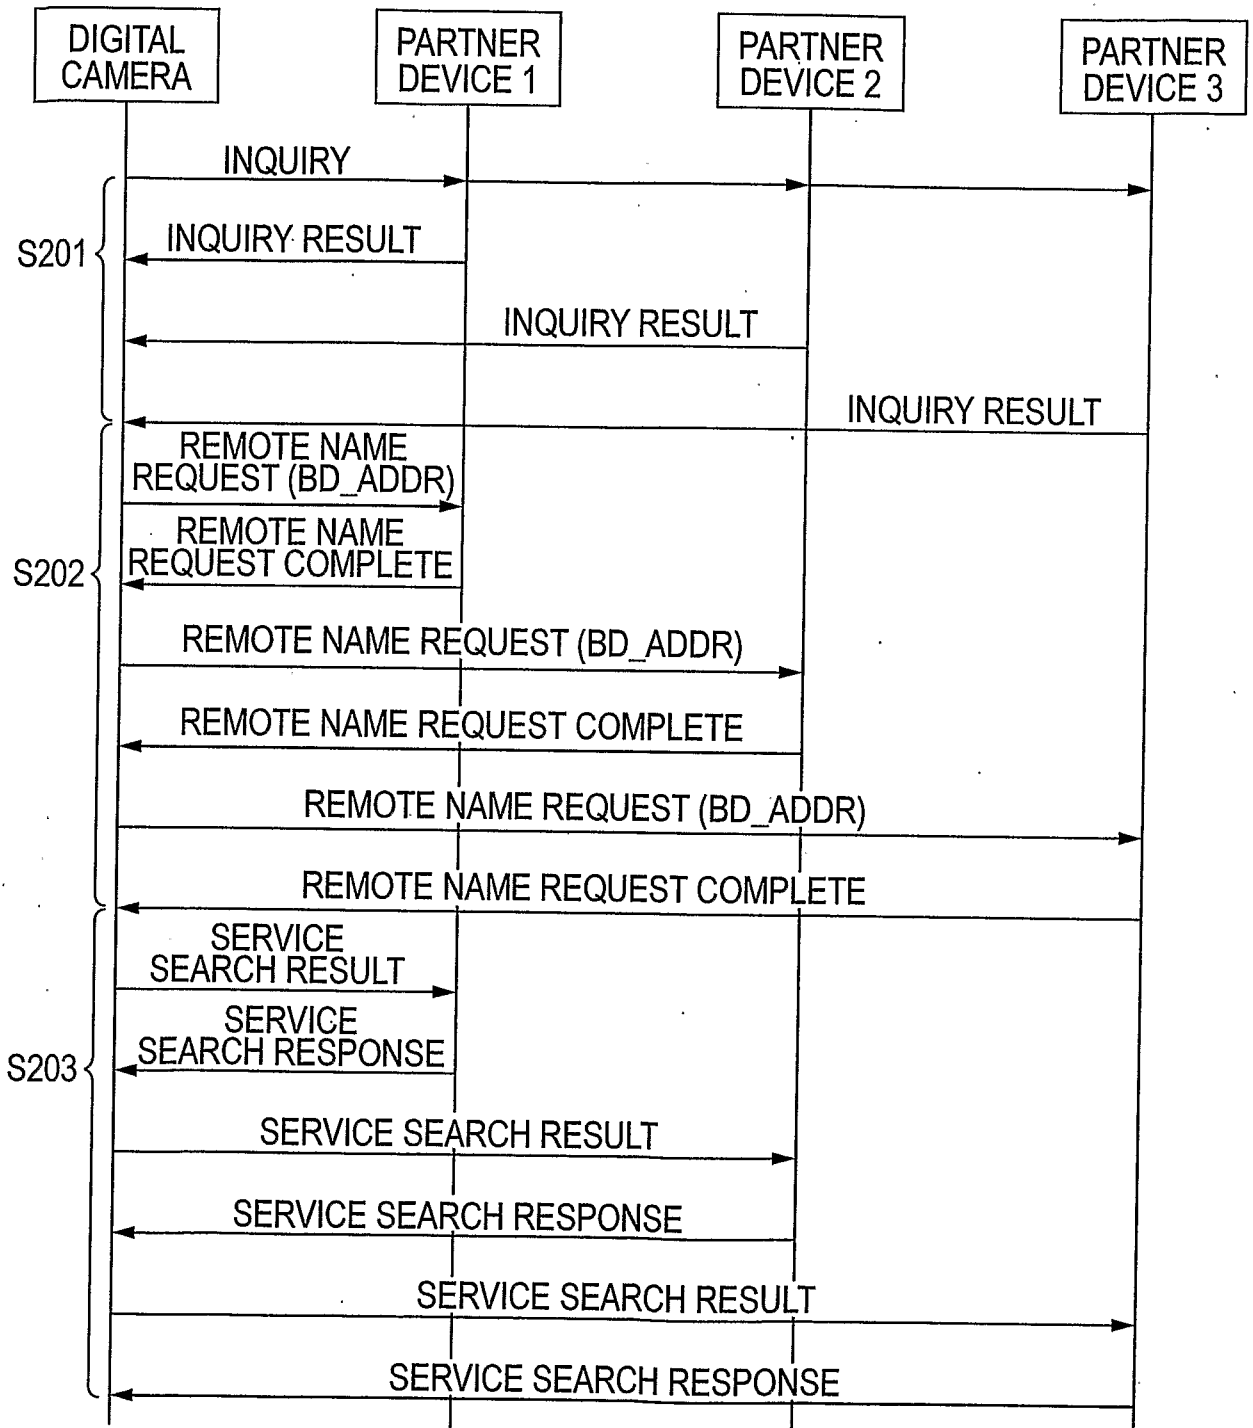 DIGITAL
CAMERA
PARTNER
DEVICE 1
PARTNER
DEVICE 2
PARTNER
DEVICE 3
INQUIRY
S201
INQUIRY RESULT
INQUIRY RESULT
INQUIRY RESULT
S202
REMOTE NAME
REQUEST (BD_ADDR)
REMOTE NAME
REQUEST COMPLETE
REMOTE NAME REQUEST (BD_ADDR)
REMOTE NAME REQUEST COMPLETE
REMOTE NAME REQUEST (BD_ADDR)
REMOTE NAME REQUEST COMPLETE
S203
SERVICE
SEARCH RESULT
SERVICE
SEARCH RESPONSE
SERVICE SEARCH RESULT
SERVICE SEARCH RESPONSE
SERVICE SEARCH RESULT
SERVICE SEARCH RESPONSE